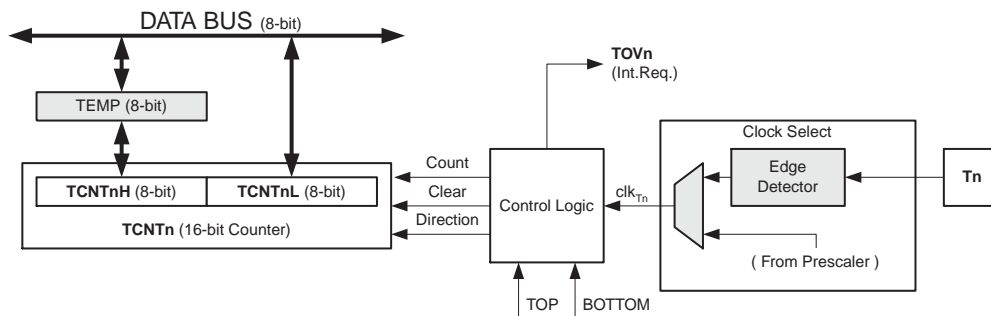 DATA BUS (8-bit)
TOVn
(Int.Req.)
TEMP (8-bit)
Clock Select
Count
Edge
Detector
Tn
TCNTnH (8-bit) TCNTnL (8-bit)
Clear
Control Logic
clkTn
TCNTn (16-bit Counter)
Direction
( From Prescaler )
TOP
BOTTOM